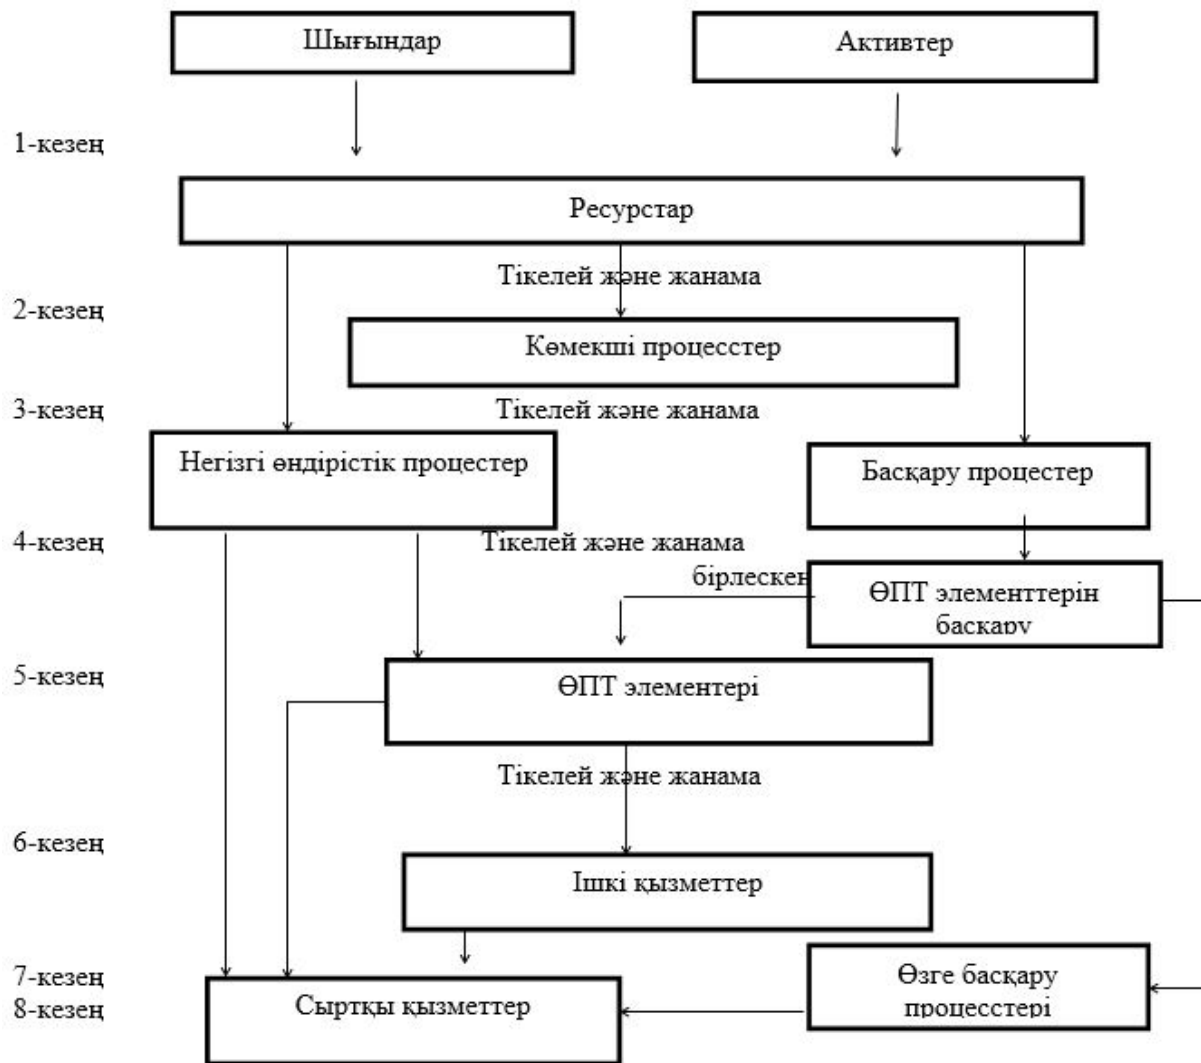 Шығындар
Активтер
1-кезең
Ресурстар
Тікелей және жанама
2-кезең
Көмекші процесстер
3-кезең
Тікелей және жанама
Негізгі өндірістік процестер
Басқару процестер
4-кезең
Тікелей және жанама
бірлескен
ӨПТ элементтерін
басқару
5-кезең
ӨПТ элементері
Тікелей және жанама
6-кезең
Ішкі қызметтер
7-кезең
Өзге басқару
процесстері
8-кезең
Сыртқы қызметтер